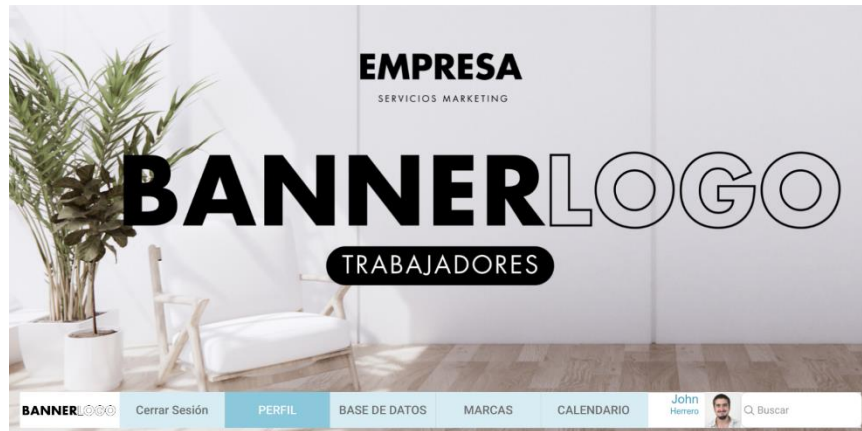 EMPRESA
SERVICIOS MARKETING
BANNERLOGO
TRABAJADORES
BANNERLOGO Cerrar Sesión PERFIL BASE DE DATOS MARCAS CALENDARIO John Herrero Buscar